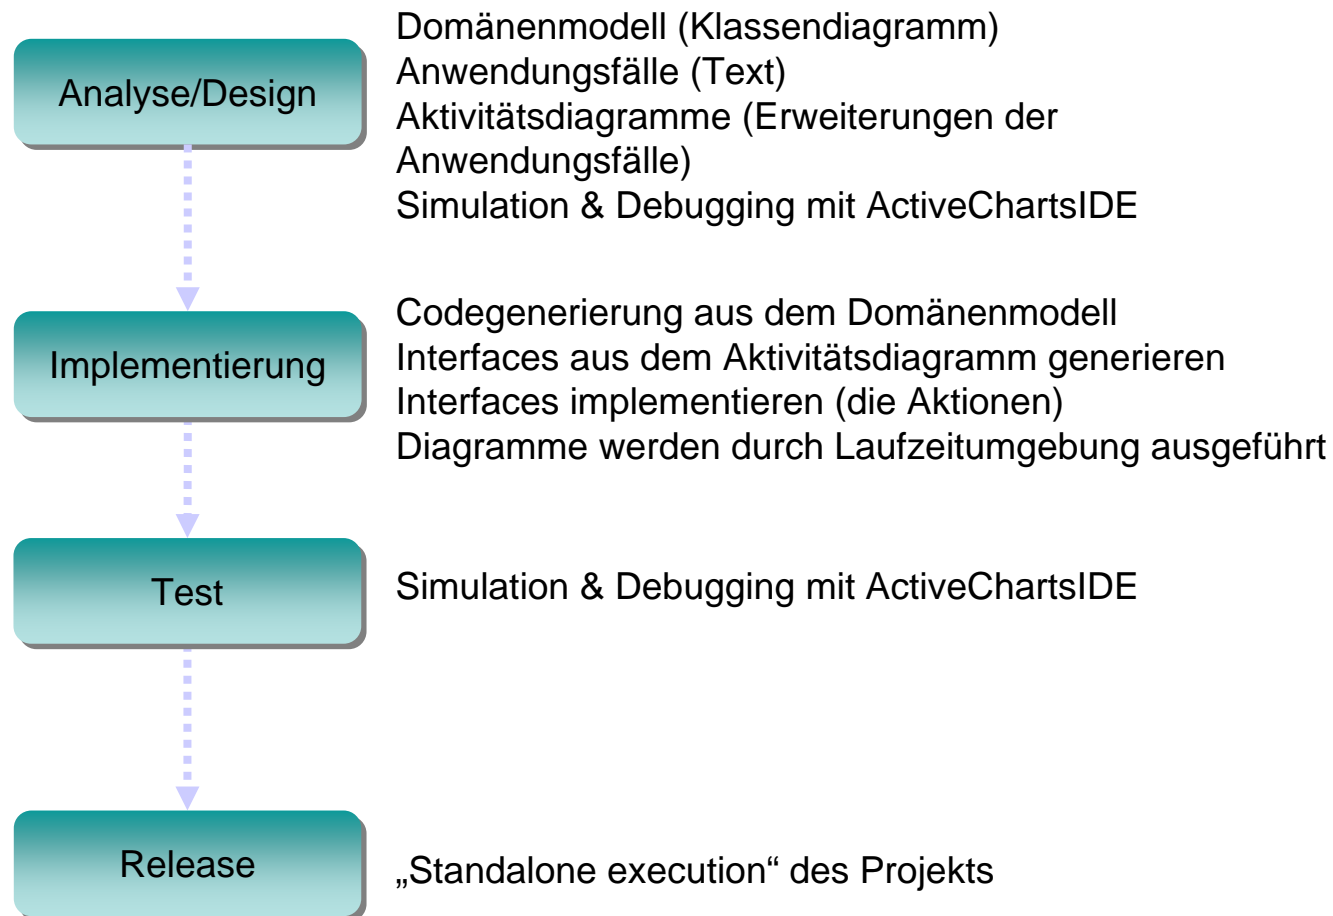 Analyse/Design
Domänenmodell (Klassendiagramm)
Anwendungsfälle (Text)
Aktivitätsdiagramme (Erweiterungen der
Anwendungsfälle)
Simulation & Debugging mit ActiveChartsIDE
Implementierung
Codegenerierung aus dem Domänenmodell
Interfaces aus dem Aktivitätsdiagramm generieren
Interfaces implementieren (die Aktionen)
Diagramme werden durch Laufzeitumgebung ausgeführt
Test
Simulation & Debugging mit ActiveChartsIDE
Release
„Standalone execution“ des Projekts